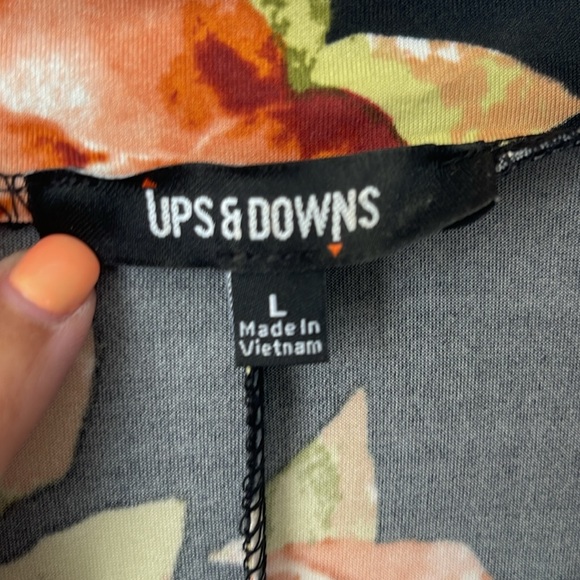 UPS & DOWNS
L
Made In
Vietnam